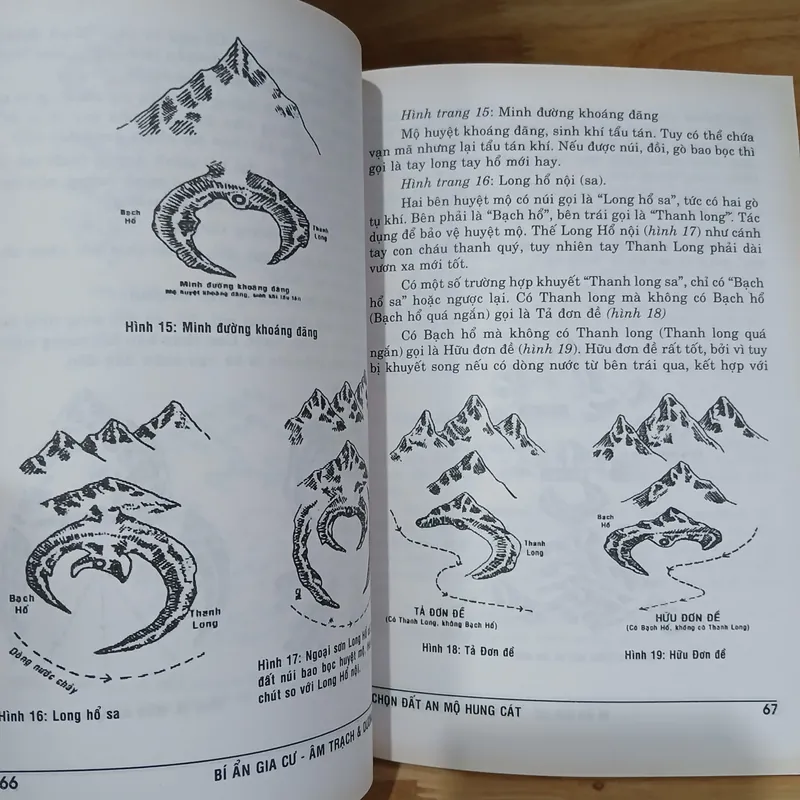 Bạch
Hổ
Thanh
Long
Minh đường khoáng đãng
Mộ huyệt khoáng đãng, sinh khí tẩu tán
Hình 15: Minh đường khoáng đãng
Bạch
Hổ
Thanh
Long
Dòng nước chảy
Hình 16: Long hổ sa
Hình 17: Ngoại sơn Long hổ
đất núi bao bọc huyệt mộ,
chút so với Long Hổ nội.
66
BÍ ẨN GIA CƯ - ÂM TRẠCH &
Hình trang 15: Minh đường khoáng đãng
Mộ huyệt khoáng đãng, sinh khí tẩu tán. Tuy có thể chứa
vạn mã nhưng lại tẩu tán khí. Nếu được núi, đồi, gò bao bọc thì
gọi là tay long tay hổ mới hay.
Hình trang 16: Long hổ nội (sa).
Hai bên huyệt mộ có núi gọi là “Long hổ sa”, tức có hai gò
tụ khí. Bên phải là “Bạch hổ”, bên trái gọi là “Thanh long”. Tác
dụng để bảo vệ huyệt mộ. Thế Long Hổ nội (hình 17) như cánh
tay con cháu thanh quý, tuy nhiên tay Thanh Long phải dài
vươn xa mới tốt.
Có một số trường hợp khuyết “Thanh long sa”, chỉ có “Bạch
hổ sa” hoặc ngược lại. Có Thanh long mà không có Bạch hổ
(Bạch hổ quá ngắn) gọi là Tả đơn đề (hình 18)
Có Bạch hổ mà không có Thanh long (Thanh long quá
ngắn) gọi là Hữu đơn đề (hình 19). Hữu đơn đề rất tốt, bởi vì tuy
bị khuyết song nếu có dòng nước từ bên trái qua, kết hợp với
Thanh
Long
TẢ ĐƠN ĐỀ
(Có Thanh Long, không Bạch Hổ)
Hình 18: Tả Đơn đề
Bạch
Hổ
HỮU ĐƠN ĐỀ
(Có Bạch Hổ, không có Thanh Long)
Hình 19: Hữu Đơn đề
CHỌN ĐẤT AN MỘ HUNG CÁT
67